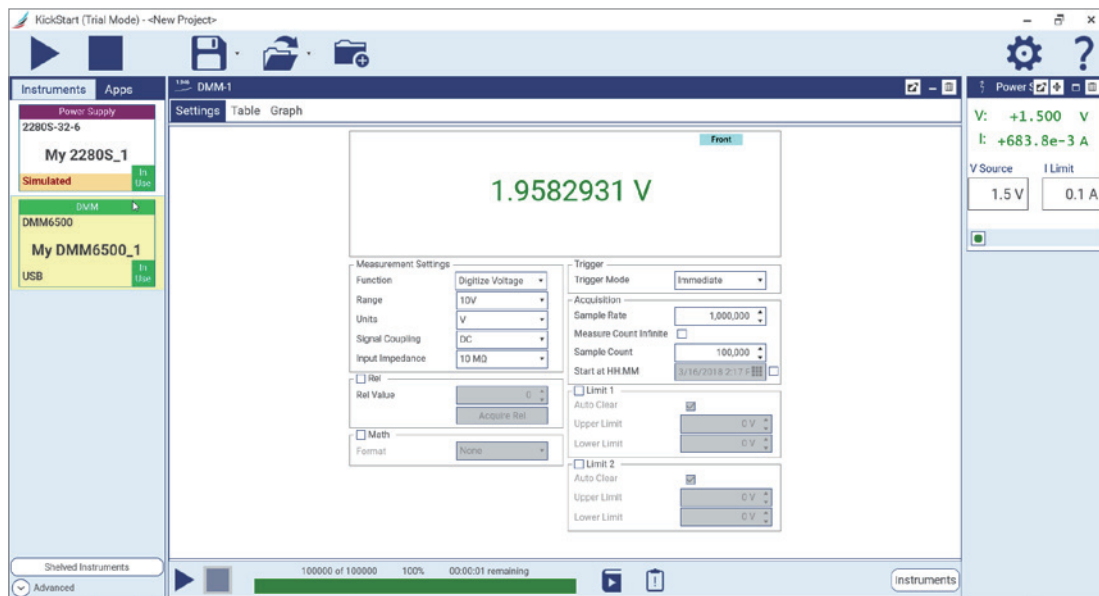 KickStart (Trial Mode) - <New Project>
Instruments Apps
Power Supply
2280S-32-6
My 2280S_1
Simulated
In Use
DMM
DMM6500
My DMM6500_1
USB
In Use
Shelved Instruments
Advanced
DMM-1
Settings Table Graph
Front
1.9582931 V
Measurement Settings
Function Digitize Voltage
Range 10V
Units V
Signal Coupling DC
Input Impedance 10 MΩ
Rel
Rel Value 0
Acquire Rel
Math
Format None
Trigger
Trigger Mode Immediate
Acquisition
Sample Rate 1,000,000
Measure Count Infinite
Sample Count 100,000
Start at HH.MM 3/16/2018 2:17 F
Limit 1
Auto Clear
Upper Limit 0 V
Lower Limit 0 V
Limit 2
Auto Clear
Upper Limit 0 V
Lower Limit 0 V
100000 of 100000 100% 00:00:01 remaining
Instruments
Power S
V: +1.500 V
I: +683.8e-3 A
V Source I Limit
1.5 V 0.1 A